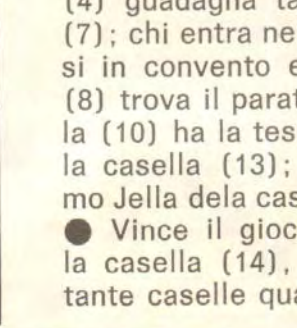 (4) guadagna ta
(7); chi entra ne
si in convento e
(8) trova il parat
la (10) ha la tes
la casella (13);
mo Jella dela cas
● Vince il gioc
la casella (14),
tante caselle qua